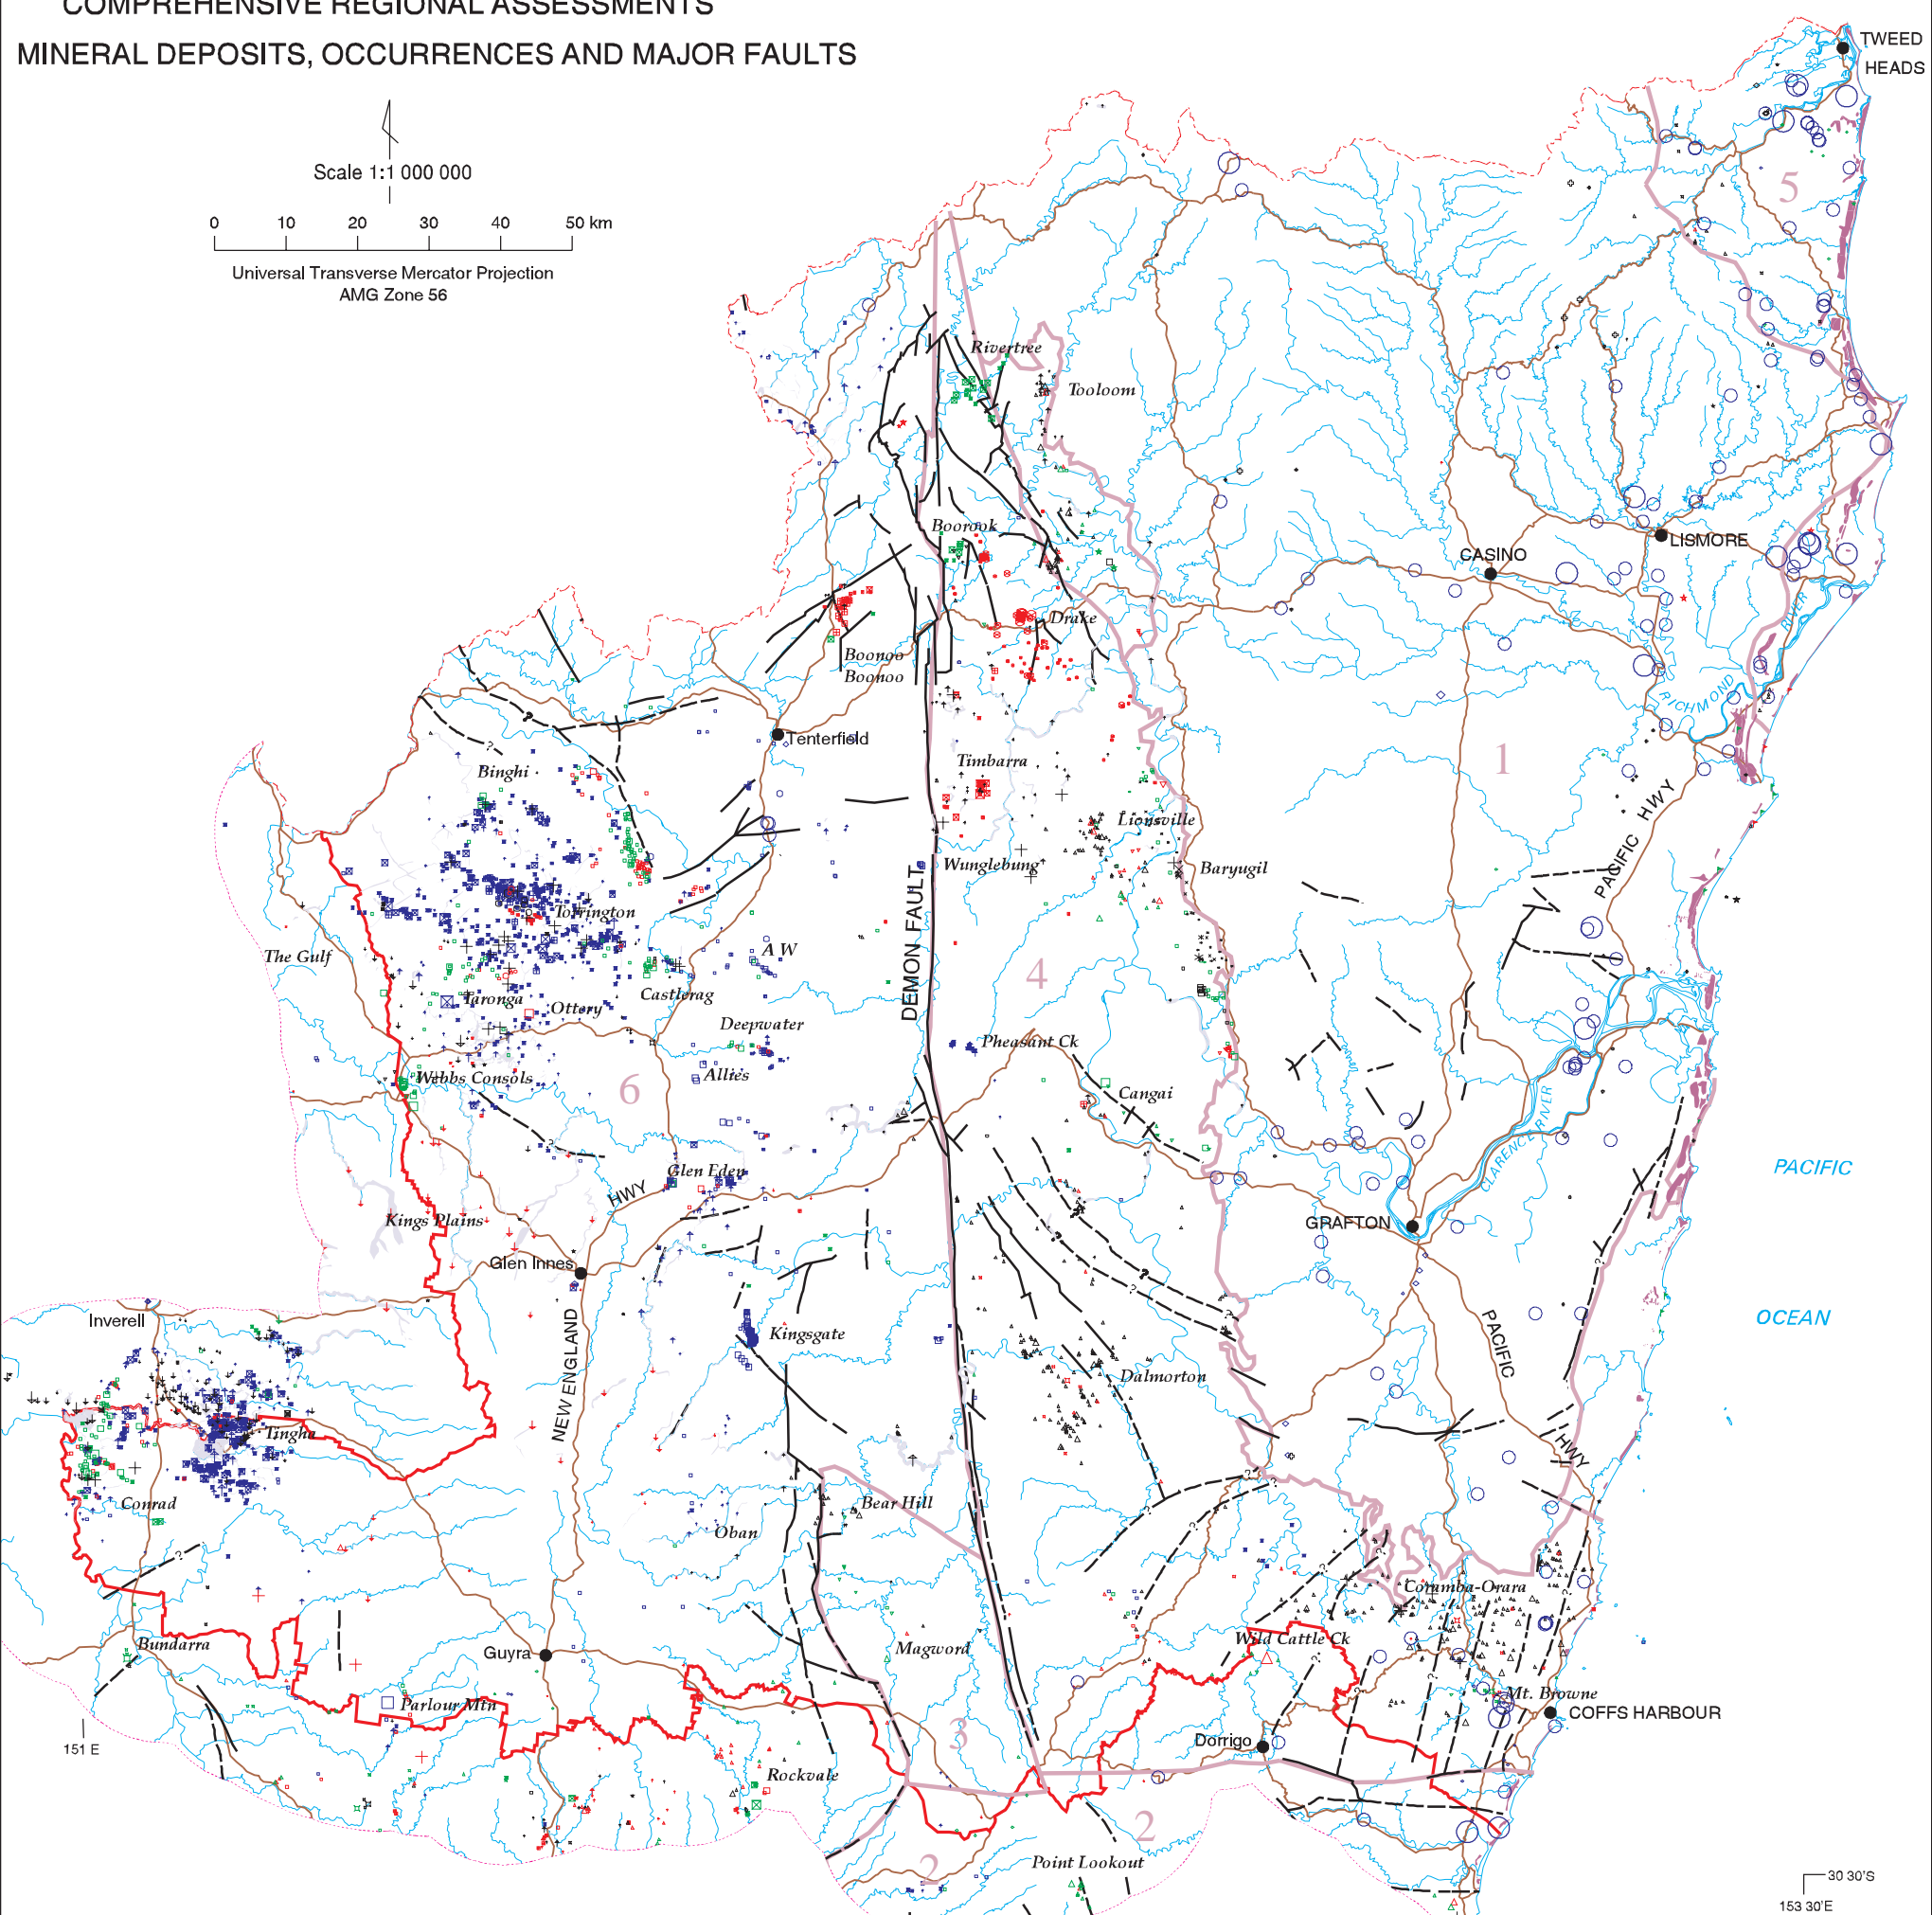 COMPREHENSIVE REGIONAL ASSESSMENTS
MINERAL DEPOSITS, OCCURRENCES AND MAJOR FAULTS
Scale 1:1 000 000
0 10 20 30 40 50 km
Universal Transverse Mercator Projection
AMG Zone 56
TWEED
HEADS
5
Rivertree
Tooloom
Boorook
LISMORE
CASINO
RIVER
Drake
Boonoo
Boonoo
RICHMOND
Tenterfield
Binghi
Timbarra
1
PACIFIC HWY
Lionsville
Wunglebung
Baryugil
DEMON FAULT
Torrington
The Gulf
A W
4
Taronga
Ottery
Castlerag
Deepwater
Pheasant Ck
Webbs Consols
Allies
6
Cangai
CLARENCE RIVER
PACIFIC
Glen Eden
HWY
Kings Plains
GRAFTON
Glen Innes
OCEAN
Inverell
Kingsgate
PACIFIC
NEW ENGLAND
Dalmorton
Tingha
HWY
Conrad
Bear Hill
Oban
Coramba-Orara
Bundarra
Guyra
Magword
Wild Cattle Ck
Parlour Mtn
Mt. Browne
COFFS HARBOUR
3
Dorrigo
151 E
Rockvale
2
2
Point Lookout
30 30'S
153 30'E